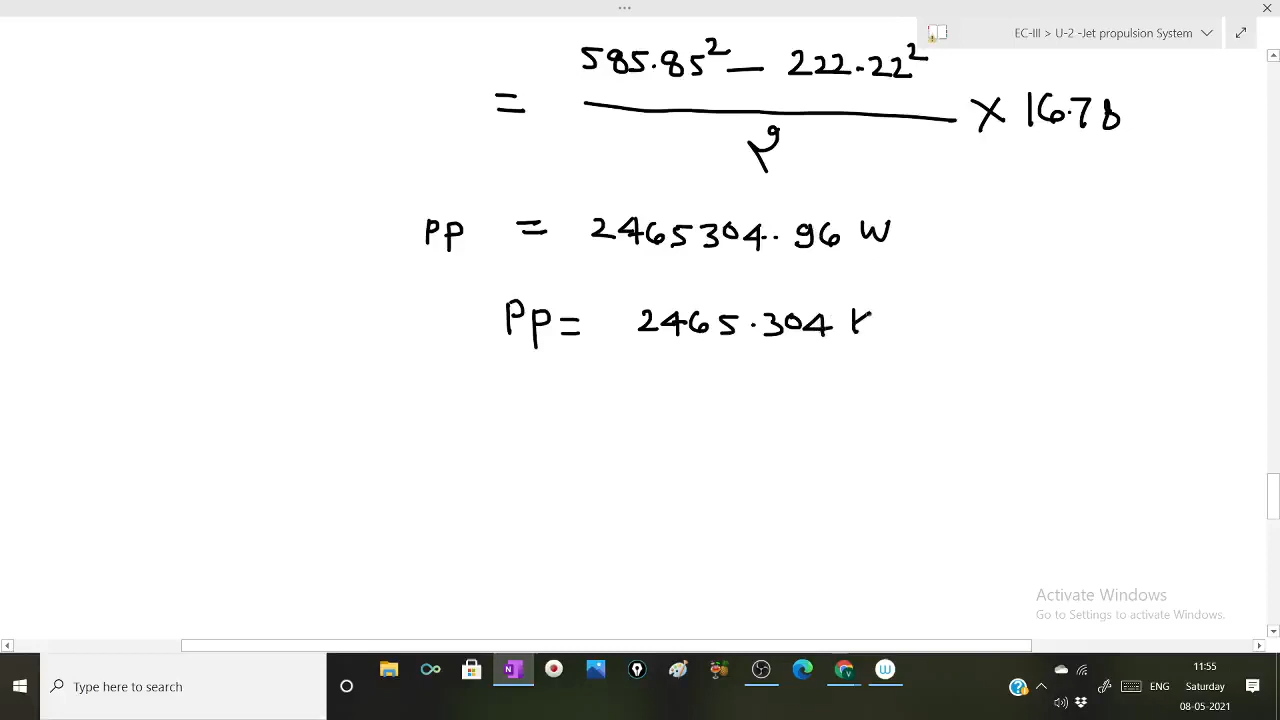 EC-III > U-2 -Jet propulsion System
585.85² — 222.22²
= × 16.78
2
PP = 2465304..96 W
PP = 2465.304 k
Activate Windows
Go to Settings to activate Windows.
Type here to search
ENG
11:55
Saturday
08-05-2021